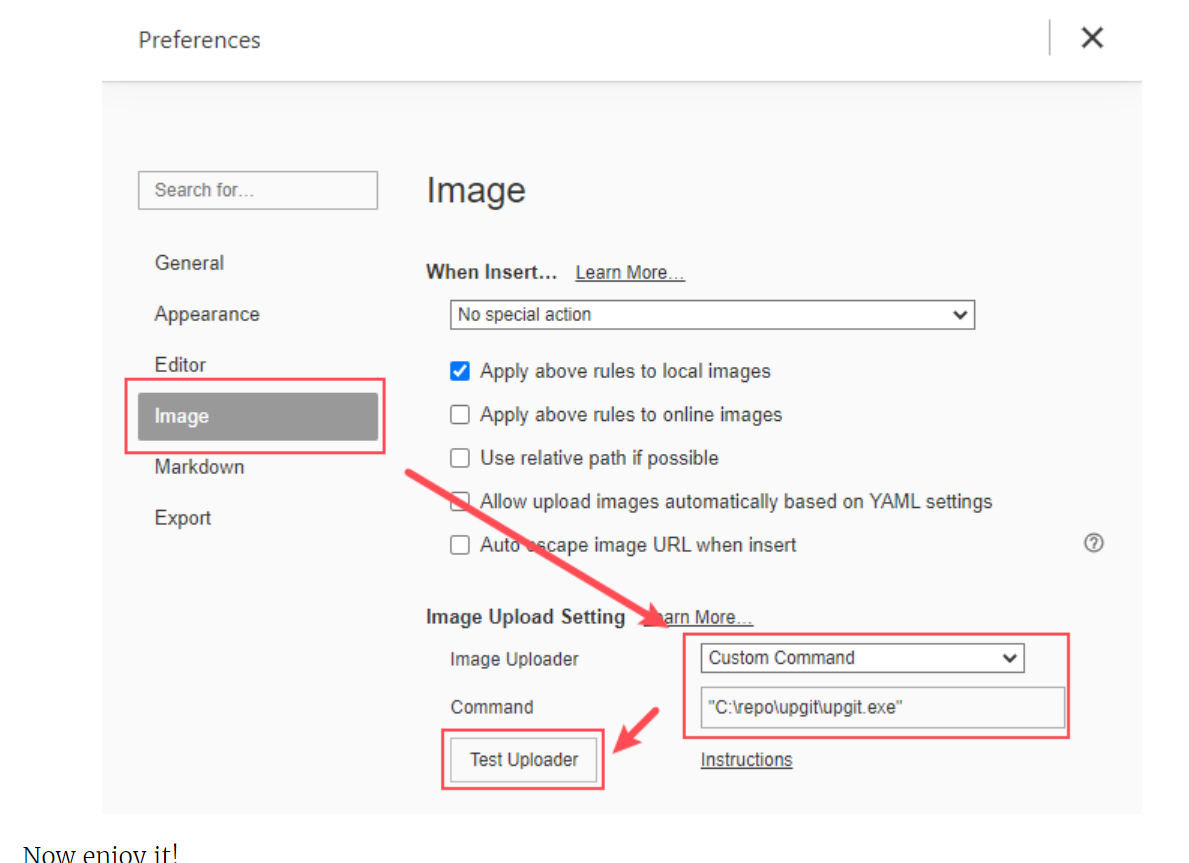 Preferences
Search for...
Image
General
When Insert... Learn More...
Appearance
No special action
Editor
Apply above rules to local images
Image
Apply above rules to online images
Markdown
Use relative path if possible
Allow upload images automatically based on YAML settings
Export
Auto escape image URL when insert
Image Upload Setting Learn More...
Image Uploader Custom Command
Command "C:\repo\upgit\upgit.exe"
Test Uploader Instructions
Now enjoy it!